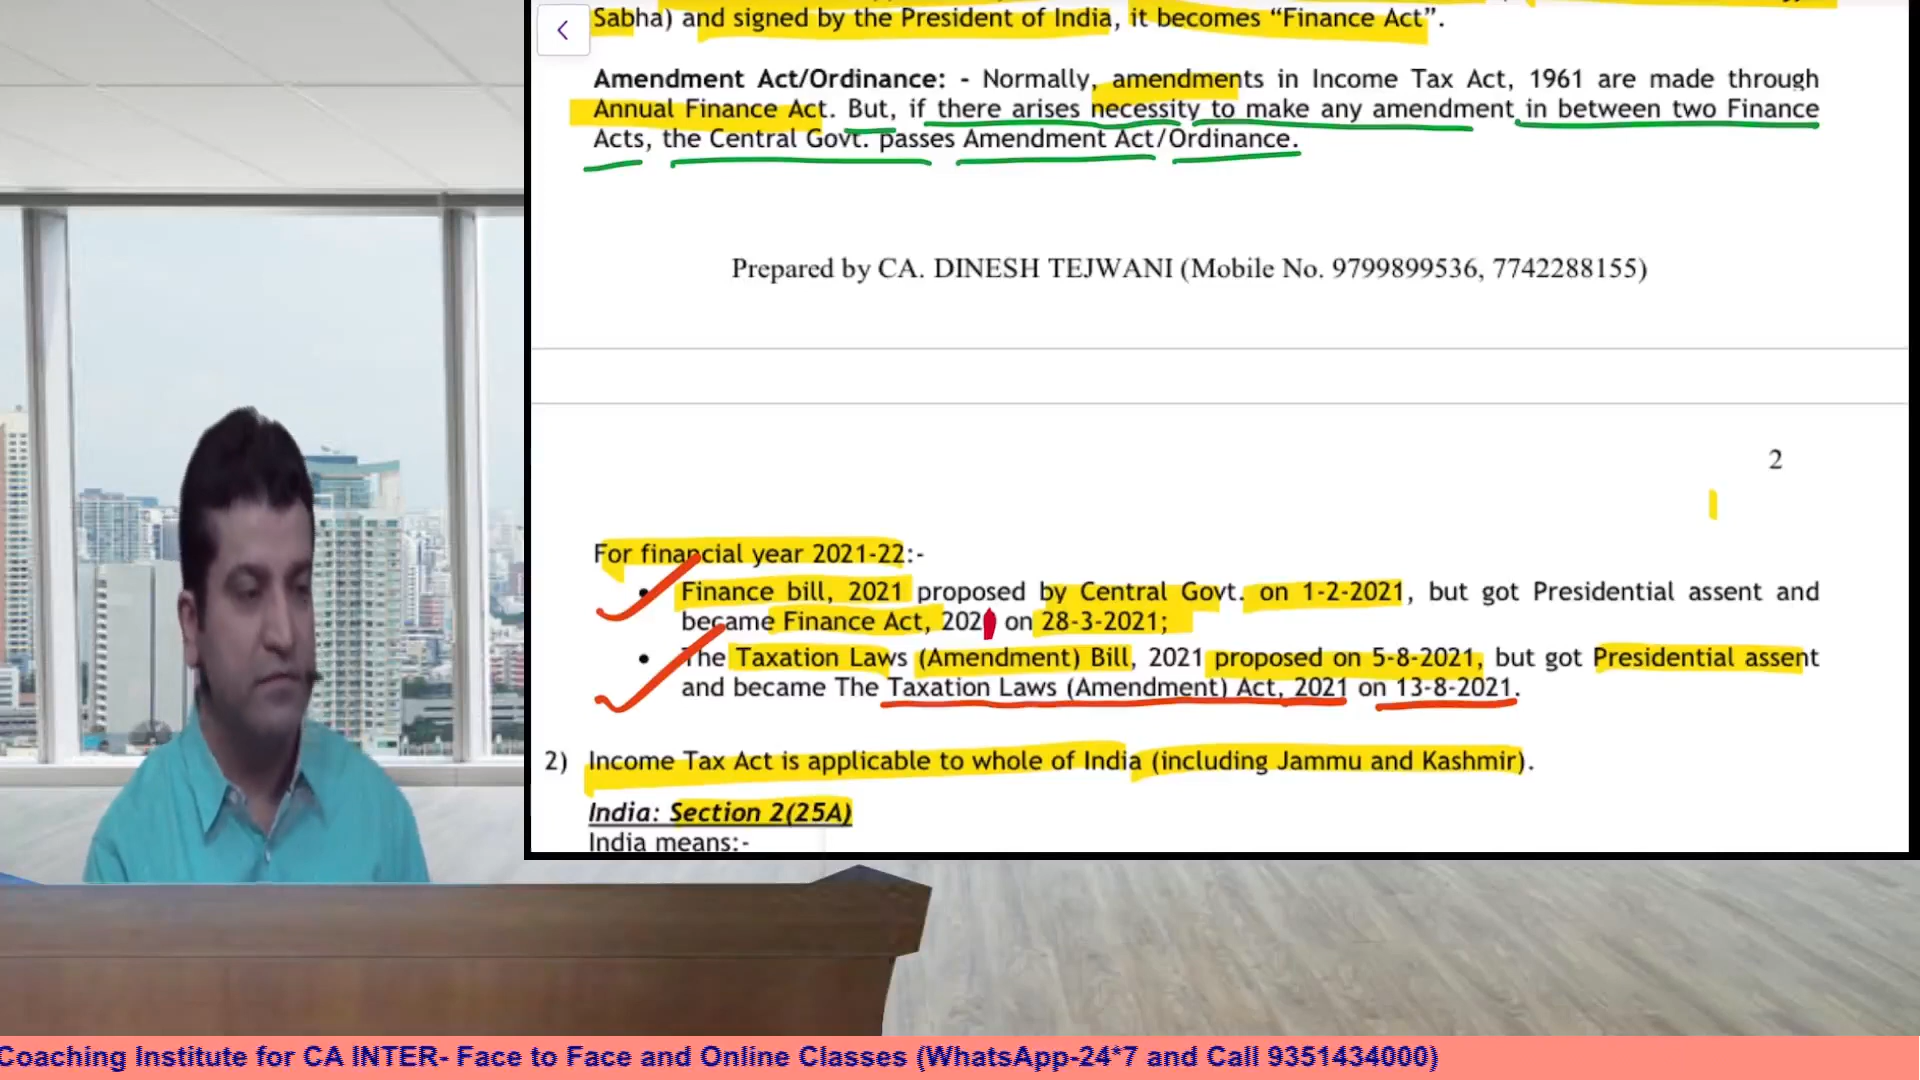 Sabha) and signed by the President of India, it becomes “Finance Act”.
Amendment Act/Ordinance: - Normally, amendments in Income Tax Act, 1961 are made through
Annual Finance Act. But, if there arises necessity to make any amendment in between two Finance
Acts, the Central Govt. passes Amendment Act/Ordinance.
Prepared by CA. DINESH TEJWANI (Mobile No. 9799899536, 7742288155)
2
For financial year 2021-22:-
• Finance bill, 2021 proposed by Central Govt. on 1-2-2021, but got Presidential assent and
became Finance Act, 202 on 28-3-2021;
• The Taxation Laws (Amendment) Bill, 2021 proposed on 5-8-2021, but got Presidential assent
and became The Taxation Laws (Amendment) Act, 2021 on 13-8-2021.
2) Income Tax Act is applicable to whole of India (including Jammu and Kashmir).
India: Section 2(25A)
India means:-
Coaching Institute for CA INTER- Face to Face and Online Classes (WhatsApp-24*7 and Call 9351434000)